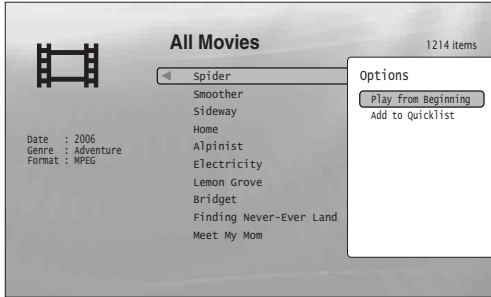 All Movies
1214 items
Spider
Smoother
Sideway
Home
Alpinist
Electricity
Lemon Grove
Bridget
Finding Never-Ever Land
Meet My Mom
Date : 2006
Genre : Adventure
Format : MPEG
Options
Play from Beginning
Add to Quicklist